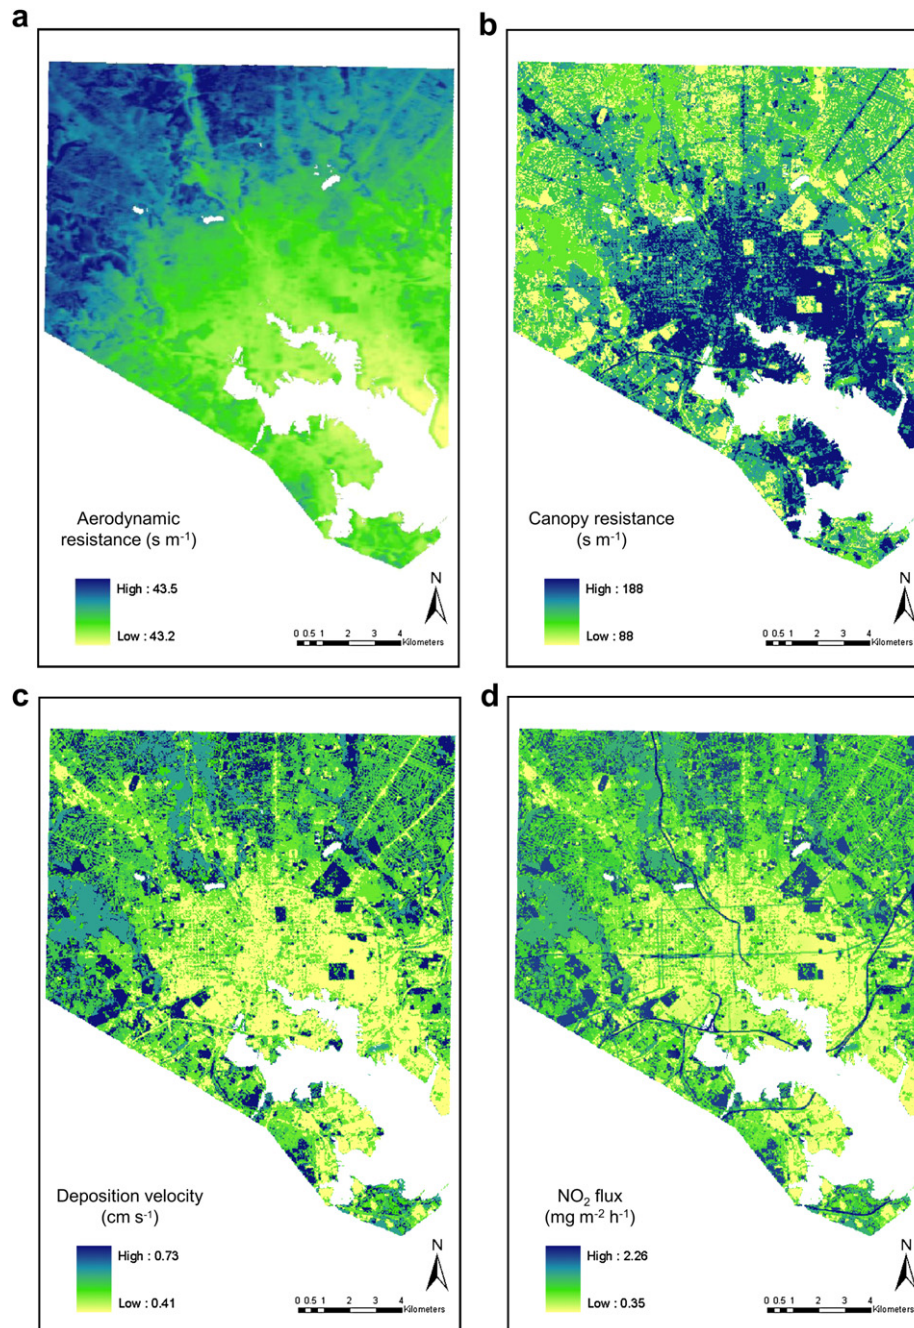 a
Aerodynamic
resistance (s m⁻¹)
High : 43.5
Low : 43.2
N
0 0.5 1 2 3 4
Kilometers
b
Canopy resistance
(s m⁻¹)
High : 188
Low : 88
N
0 0.5 1 2 3 4
Kilometers
c
Deposition velocity
(cm s⁻¹)
High : 0.73
Low : 0.41
N
0 0.5 1 2 3 4
Kilometers
d
NO₂ flux
(mg m⁻² h⁻¹)
High : 2.26
Low : 0.35
N
0 0.5 1 2 3 4
Kilometers